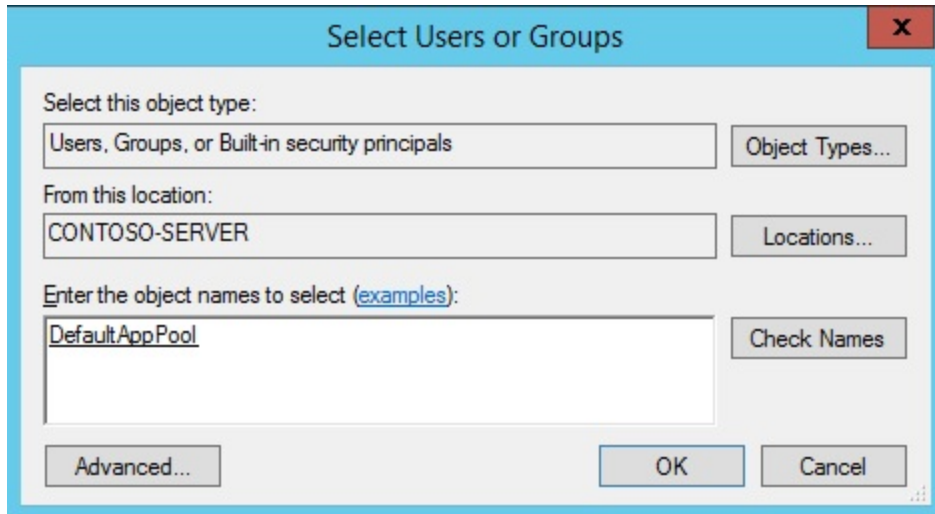 Select Users or Groups
x
Select this object type:
Users, Groups, or Built-in security principals
Object Types...
From this location:
CONTOSO-SERVER
Locations...
Enter the object names to select (examples):
DefaultAppPool
Check Names
Advanced...
OK
Cancel